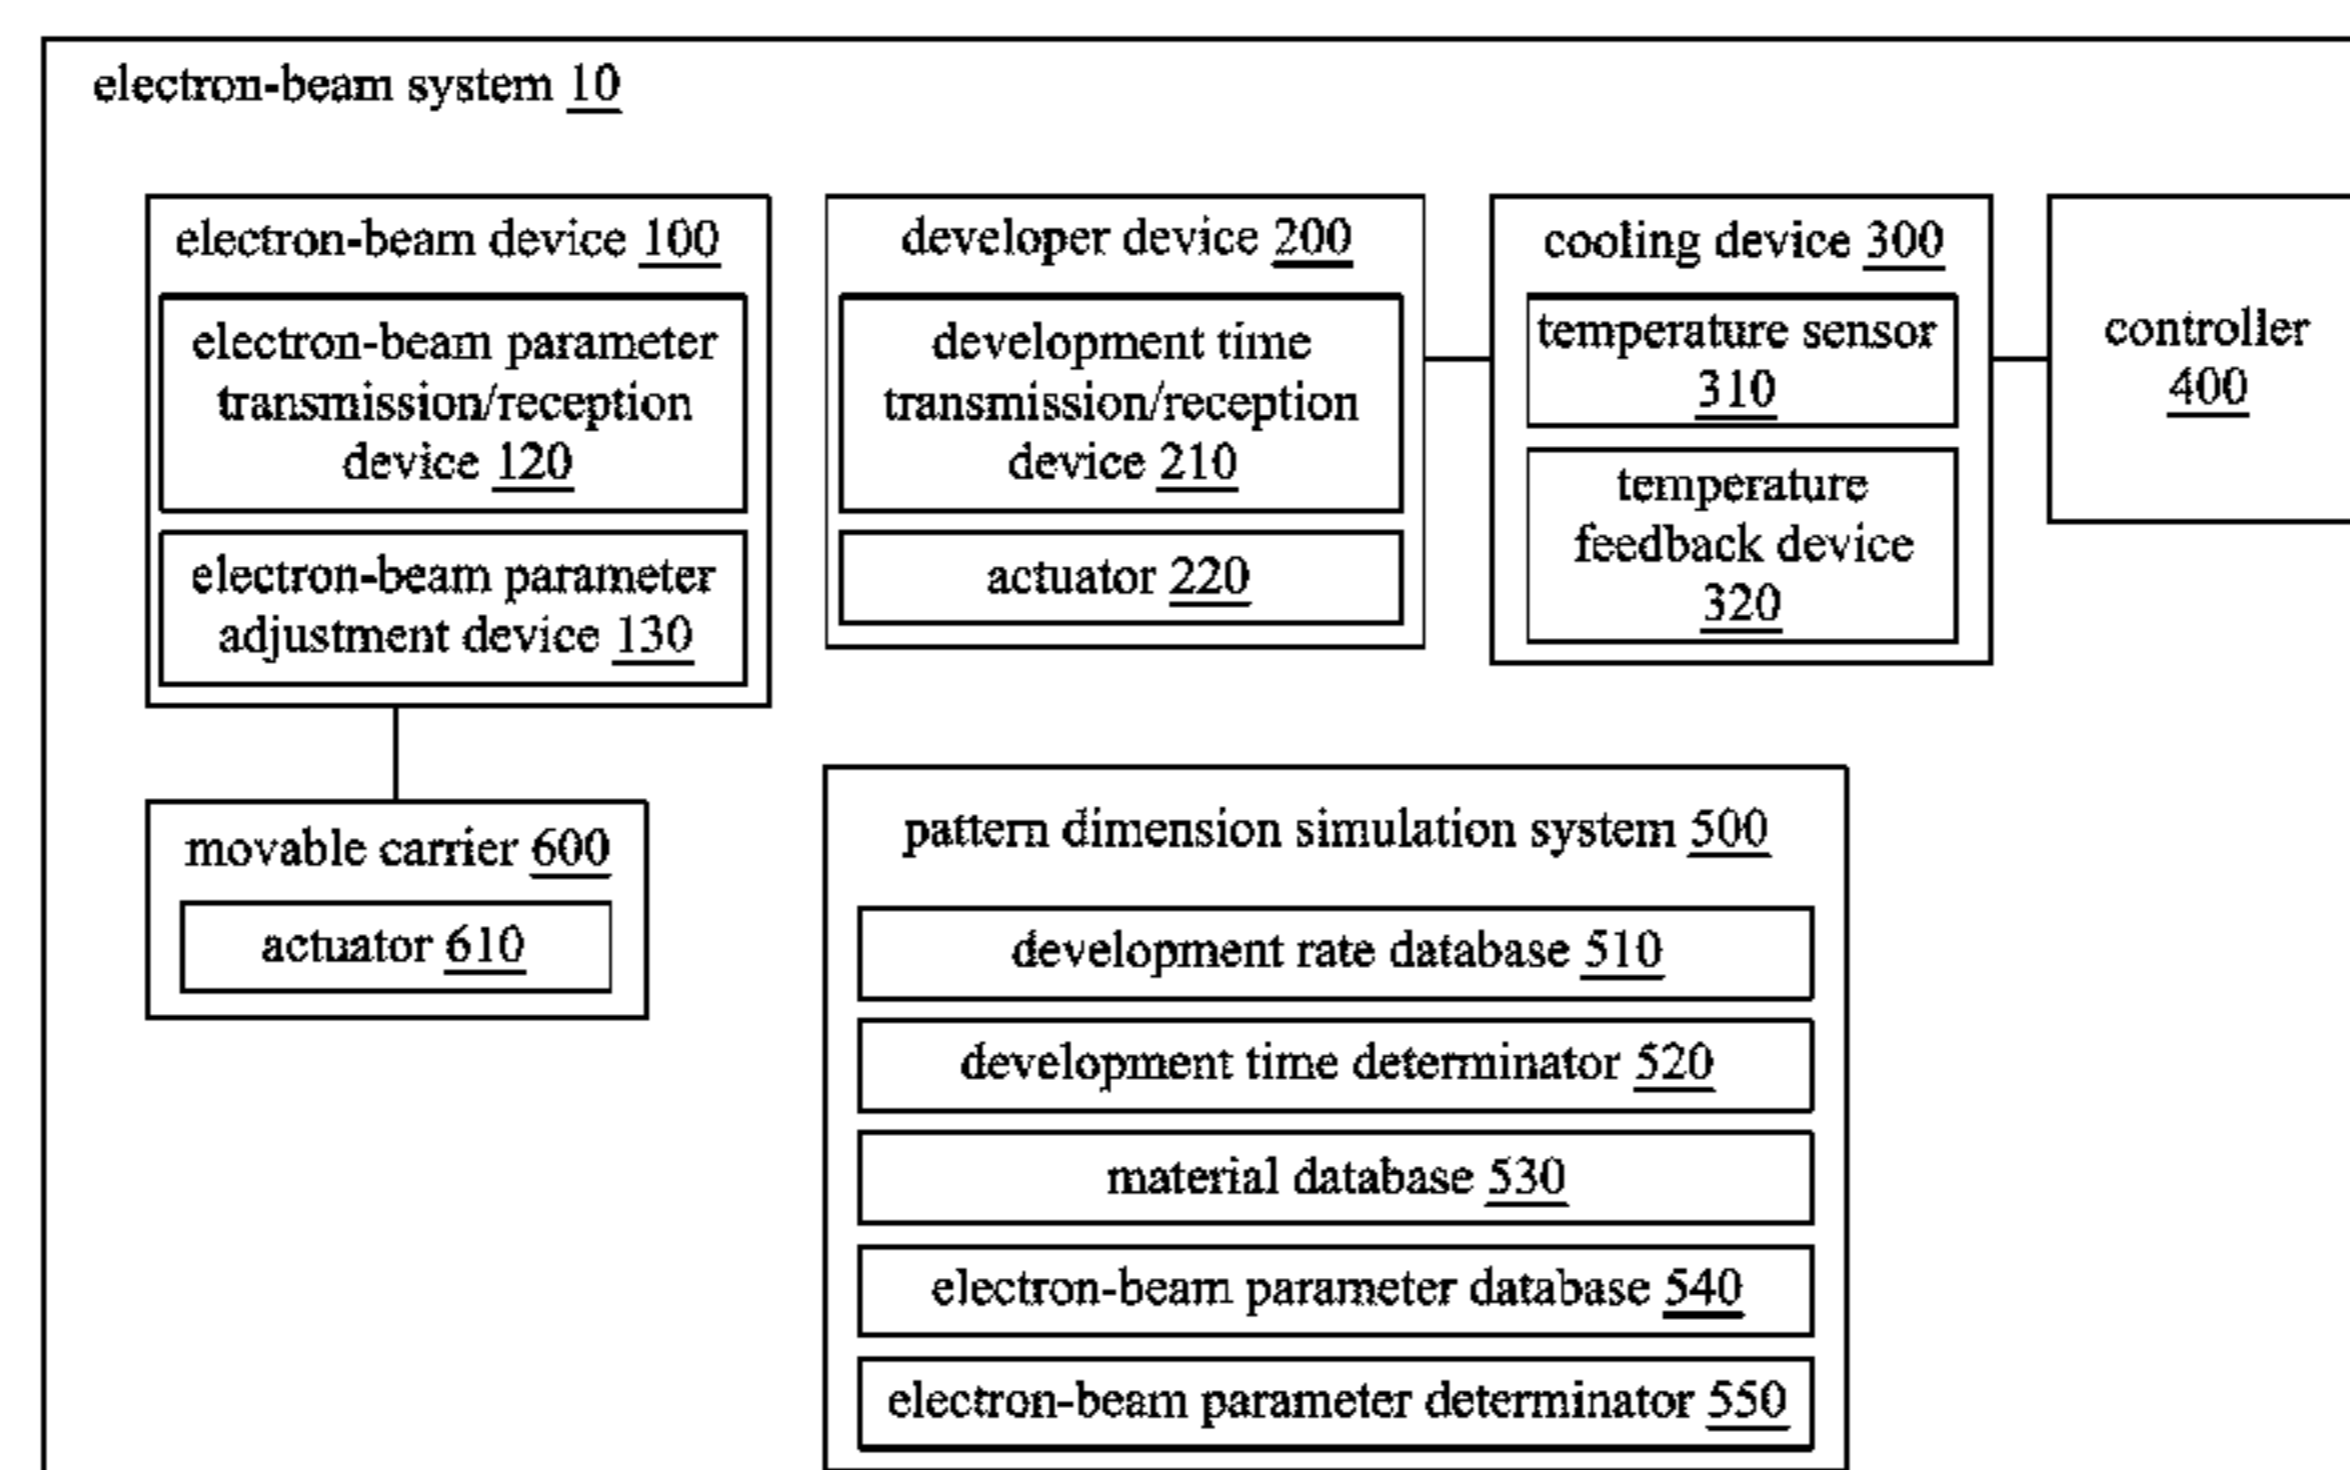 electron-beam system 10
electron-beam device 100
electron-beam parameter
transmission/reception
device 120
electron-beam parameter
adjustment device 130
developer device 200
development time
transmission/reception
device 210
actuator 220
cooling device 300
temperature sensor
310
temperature
feedback device
320
controller
400
movable carrier 600
actuator 610
pattern dimension simulation system 500
development rate database 510
development time determinator 520
material database 530
electron-beam parameter database 540
electron-beam parameter determinator 550